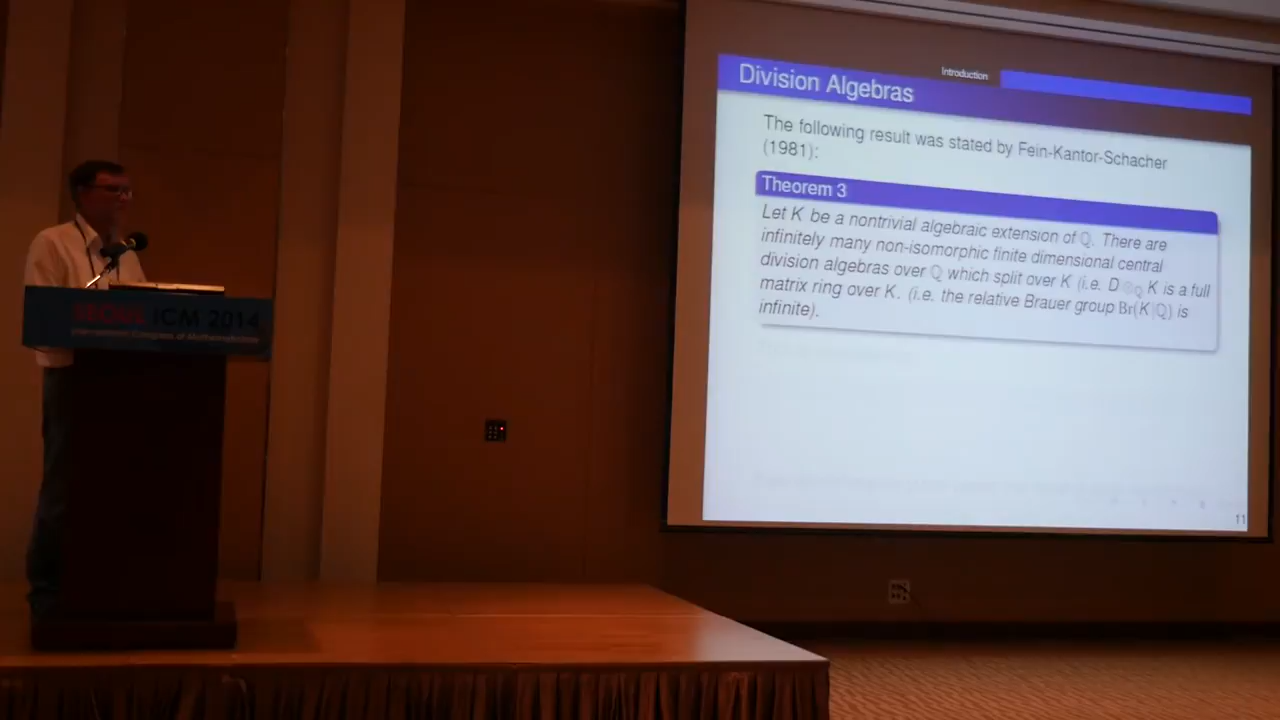 Introduction
Division Algebras
The following result was stated by Fein-Kantor-Schacher
(1981):
Theorem 3
Let K be a nontrivial algebraic extension of ℚ. There are
infinitely many non-isomorphic finite dimensional central
division algebras over ℚ which split over K (i.e. D ⊗ℚ K is a full
matrix ring over K. (i.e. the relative Brauer group Br(K|ℚ) is
infinite).
11
SEOUL ICM 2014
International Congress of Mathematicians